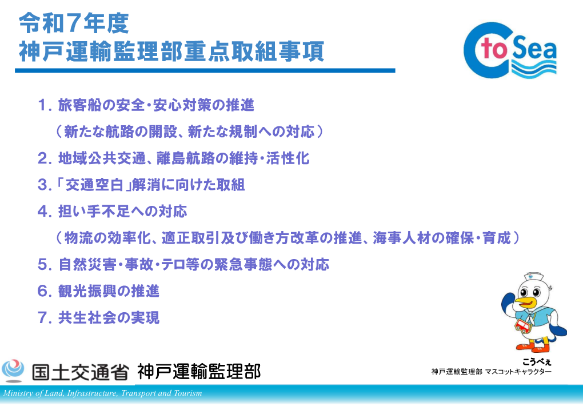 令和7年度
神戸運輸監理部重点取組事項
C to Sea
1. 旅客船の安全・安心対策の推進
（新たな航路の開設、新たな規制への対応）
2. 地域公共交通、離島航路の維持・活性化
3. 「交通空白」解消に向けた取組
4. 担い手不足への対応
（物流の効率化、適正取引及び働き方改革の推進、海事人材の確保・育成）
5. 自然災害・事故・テロ等の緊急事態への対応
6. 観光振興の推進
7. 共生社会の実現
こうべぇ
神戸運輸監理部 マスコットキャラクター
国土交通省 神戸運輸監理部
Ministry of Land, Infrastructure, Transport and Tourism